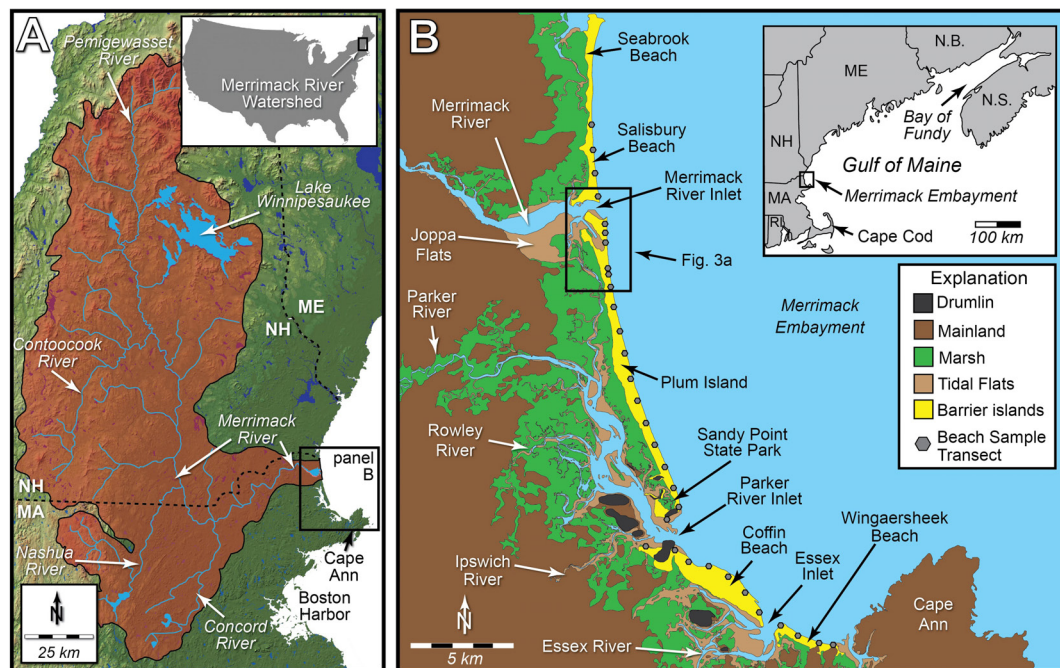 A
Pemigewasset
River
Merrimack River
Watershed
Lake
Winnipesaukee
ME
NH
Contoocook
River
Merrimack
River
panel
B
NH
MA
Nashua
River
Cape
Ann
Boston
Harbor
Concord
River
N
25 km
B
Seabrook
Beach
Merrimack
River
Salisbury
Beach
Merrimack
River Inlet
Joppa
Flats
Fig. 3a
Parker
River
Merrimack
Embayment
Plum Island
Rowley
River
Sandy Point
State Park
Parker
River Inlet
Wingaersheek
Beach
Coffin
Beach
Essex
Inlet
Ipswich
River
Cape
Ann
N
5 km
Essex River
N.B.
ME
N.S.
Bay of
Fundy
NH
Gulf of Maine
MA
Merrimack
Embayment
RI
Cape Cod
100 km
Explanation
Drumlin
Mainland
Marsh
Tidal Flats
Barrier islands
Beach Sample
Transect